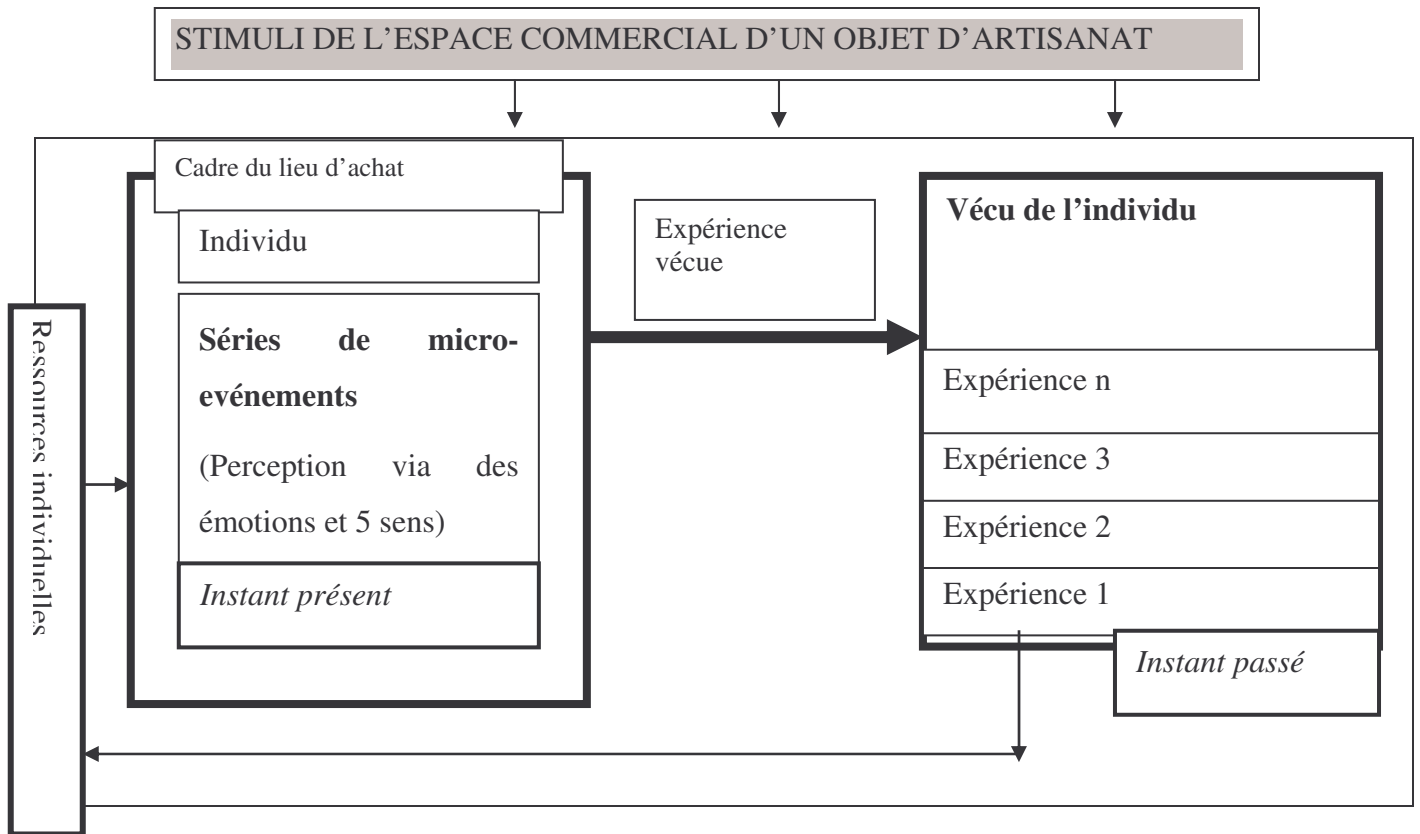 STIMULI DE L’ESPACE COMMERCIAL D’UN OBJET D’ARTISANAT
Cadre du lieu d’achat
Individu
Séries de micro-
evénements
(Perception via des
émotions et 5 sens)
Instant présent
Ressources individuelles
Expérience
vécue
Vécu de l’individu
Expérience n
Expérience 3
Expérience 2
Expérience 1
Instant passé